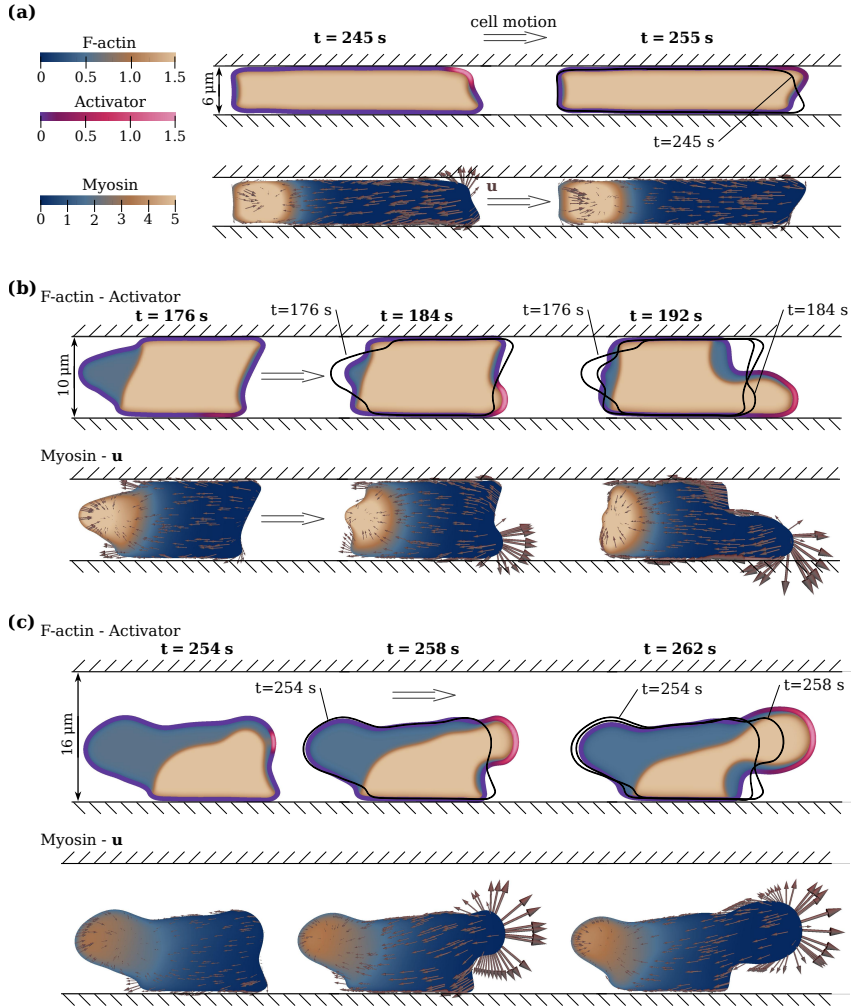 (a)
cell motion
F-actin
t = 245 s
t = 255 s
0 0.5 1.0 1.5
Activator
6 μm
0 0.5 1.0 1.5
t=245 s
Myosin
u
0 1 2 3 4 5
(b)
F-actin - Activator
t = 176 s
t=176 s
t = 184 s
t=176 s
t = 192 s
t=184 s
10 μm
Myosin - u
(c)
F-actin - Activator
t = 254 s
t = 258 s
t = 262 s
t=254 s
t=254 s
t=258 s
16 μm
Myosin - u